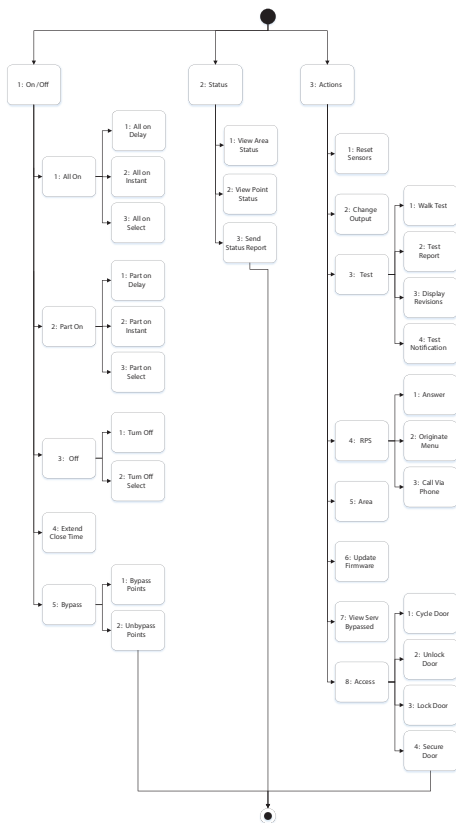 1: On /Off
1: All On
1: All on
Delay
2: All on
Instant
3: All on
Select
2: Part On
1: Part on
Delay
2: Part on
Instant
3: Part on
Select
3: Off
1: Turn Off
2: Turn Off
Select
4: Extend
Close Time
5: Bypass
1: Bypass
Points
2: Unbypass
Points
2: Status
1: View Area
Status
2: View Point
Status
3: Send
Status Report
3: Actions
1: Reset
Sensors
2: Change
Output
3: Test
1: Walk Test
2: Test
Report
3: Display
Revisions
4: Test
Notification
4: RPS
1: Answer
2: Originate
Menu
3: Call Via
Phone
5: Area
6: Update
Firmware
7: View Serv
Bypassed
8: Access
1: Cycle Door
2: Unlock
Door
3: Lock Door
4: Secure
Door